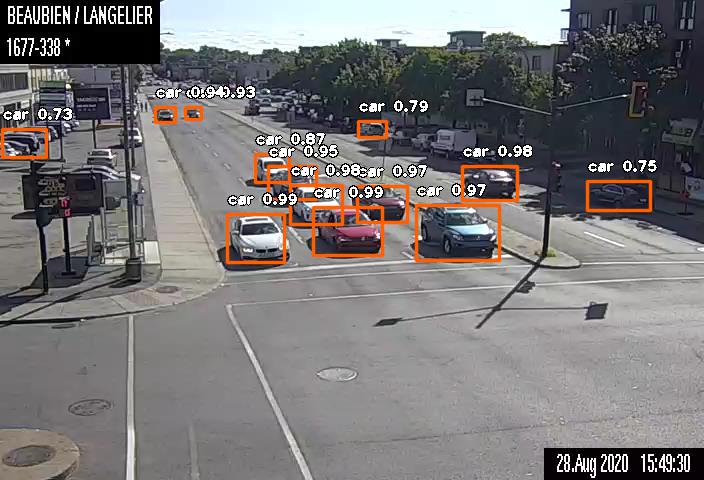 BEAUBIEN / LANGELIER
1677-338 *
car 0.94
0.93
car 0.73
car 0.79
car 0.87
car 0.95
car 0.98
car 0.97
car 0.98
car 0.75
car 0.99
car 0.99
car 0.97
28.Aug 2020 15:49:30